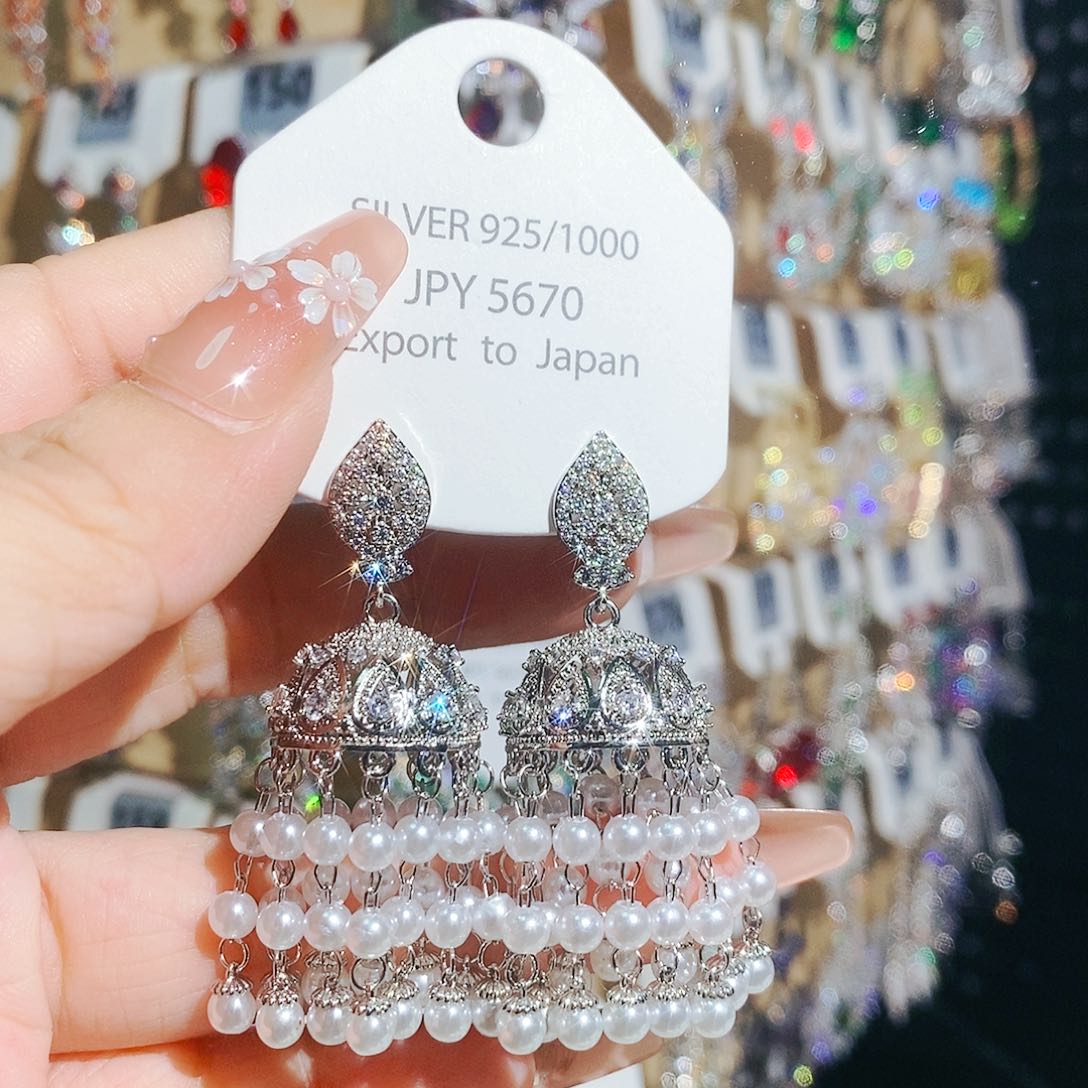 SILVER 925/1000
JPY 5670
Export to Japan